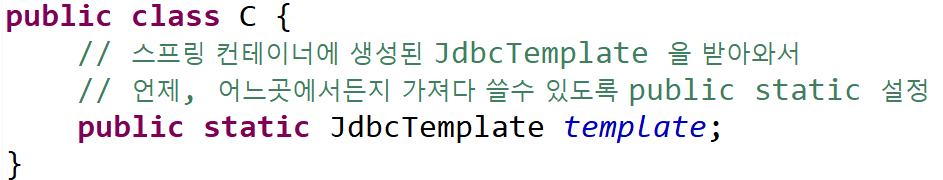 public class C {
    // 스프링 컨테이너에 생성된 JdbcTemplate 을 받아와서
    // 언제, 어느곳에서든지 가져다 쓸수 있도록 public static 설정
    public static JdbcTemplate template;
}